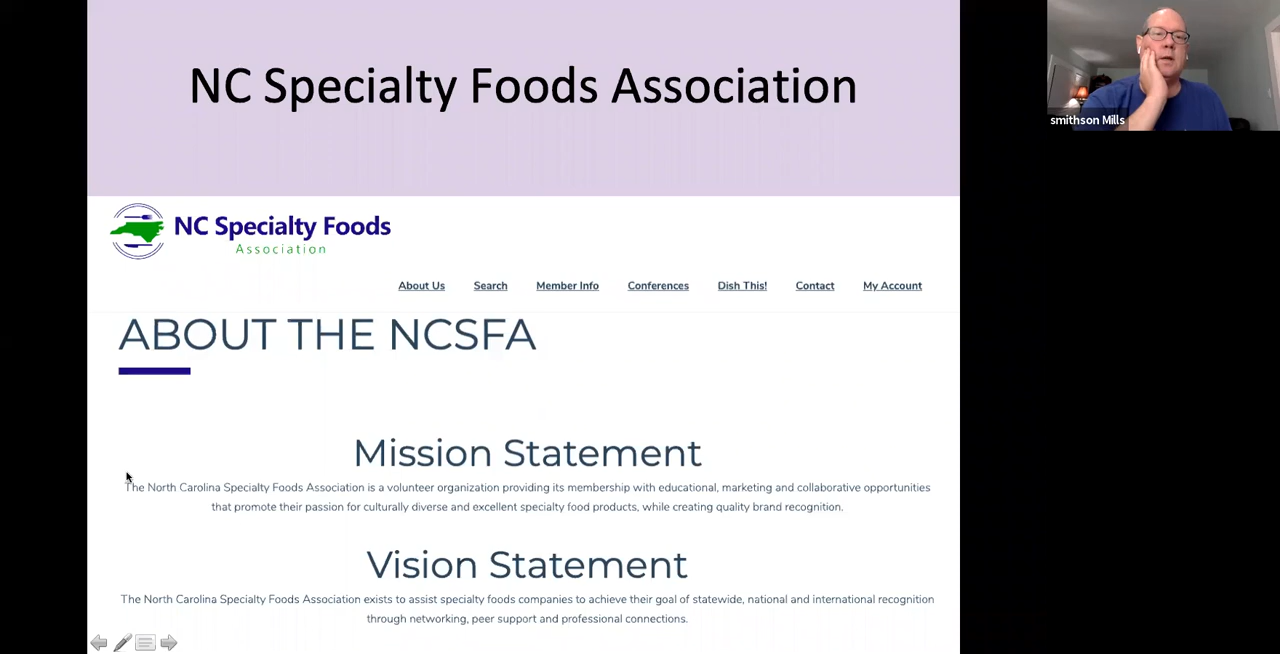 NC Specialty Foods Association
smithson Mills
NC Specialty Foods
Association
About Us Search Member Info Conferences Dish This! Contact My Account
ABOUT THE NCSFA
Mission Statement
The North Carolina Specialty Foods Association is a volunteer organization providing its membership with educational, marketing and collaborative opportunities
that promote their passion for culturally diverse and excellent specialty food products, while creating quality brand recognition.
Vision Statement
The North Carolina Specialty Foods Association exists to assist specialty foods companies to achieve their goal of statewide, national and international recognition
through networking, peer support and professional connections.